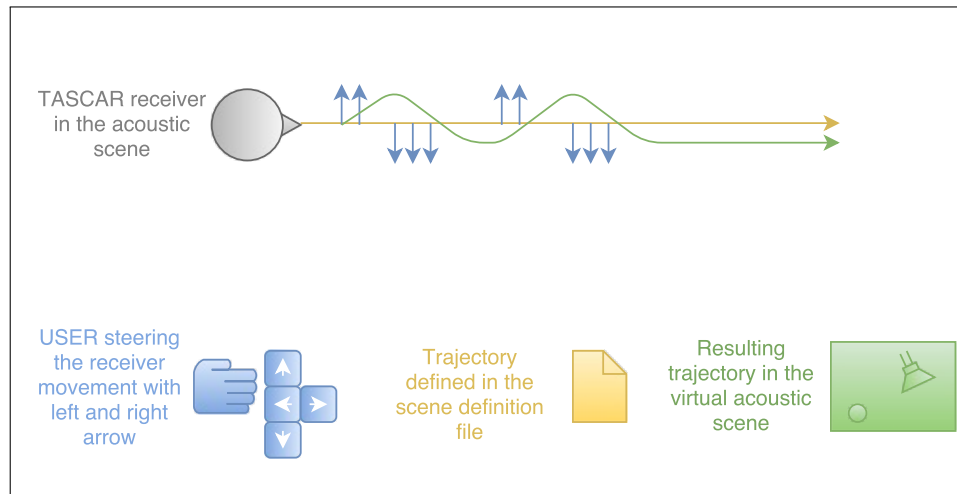 TASCAR receiver
in the acoustic
scene
USER steering
the receiver
movement with
left and right
arrow
Trajectory
defined in the
scene definition
file
Resulting
trajectory in the
virtual acoustic
scene